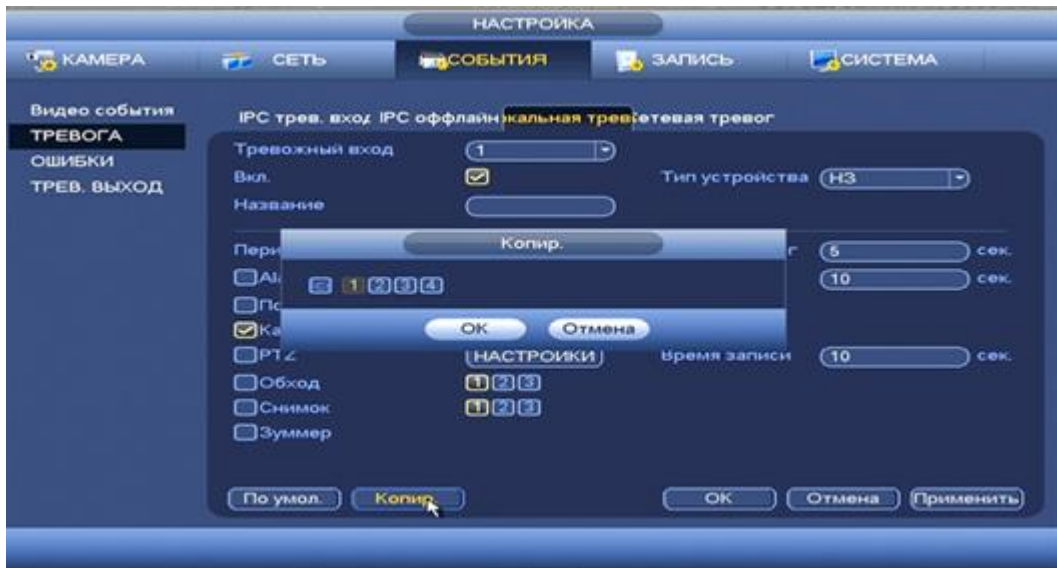 НАСТРОЙКА
КАМЕРА СЕТЬ СОБЫТИЯ ЗАПИСЬ СИСТЕМА
Видео события
ТРЕВОГА
ОШИБКИ
ТРЕВ. ВЫХОД
IPC трев. вход IPC оффлайн кальная трев етевая тревог
Тревожный вход 1
Вкл. Тип устройства НЗ
Название
Пери г 5 сек.
10 сек.
По
Ка
Копир.
1 2 3 4
ОК Отмена
PTZ НАСТРОЙКИ Время записи 10 сек.
Обход 1 2 3
Снимок 1 2 3
Зуммер
По умол. Копир. ОК Отмена Применить